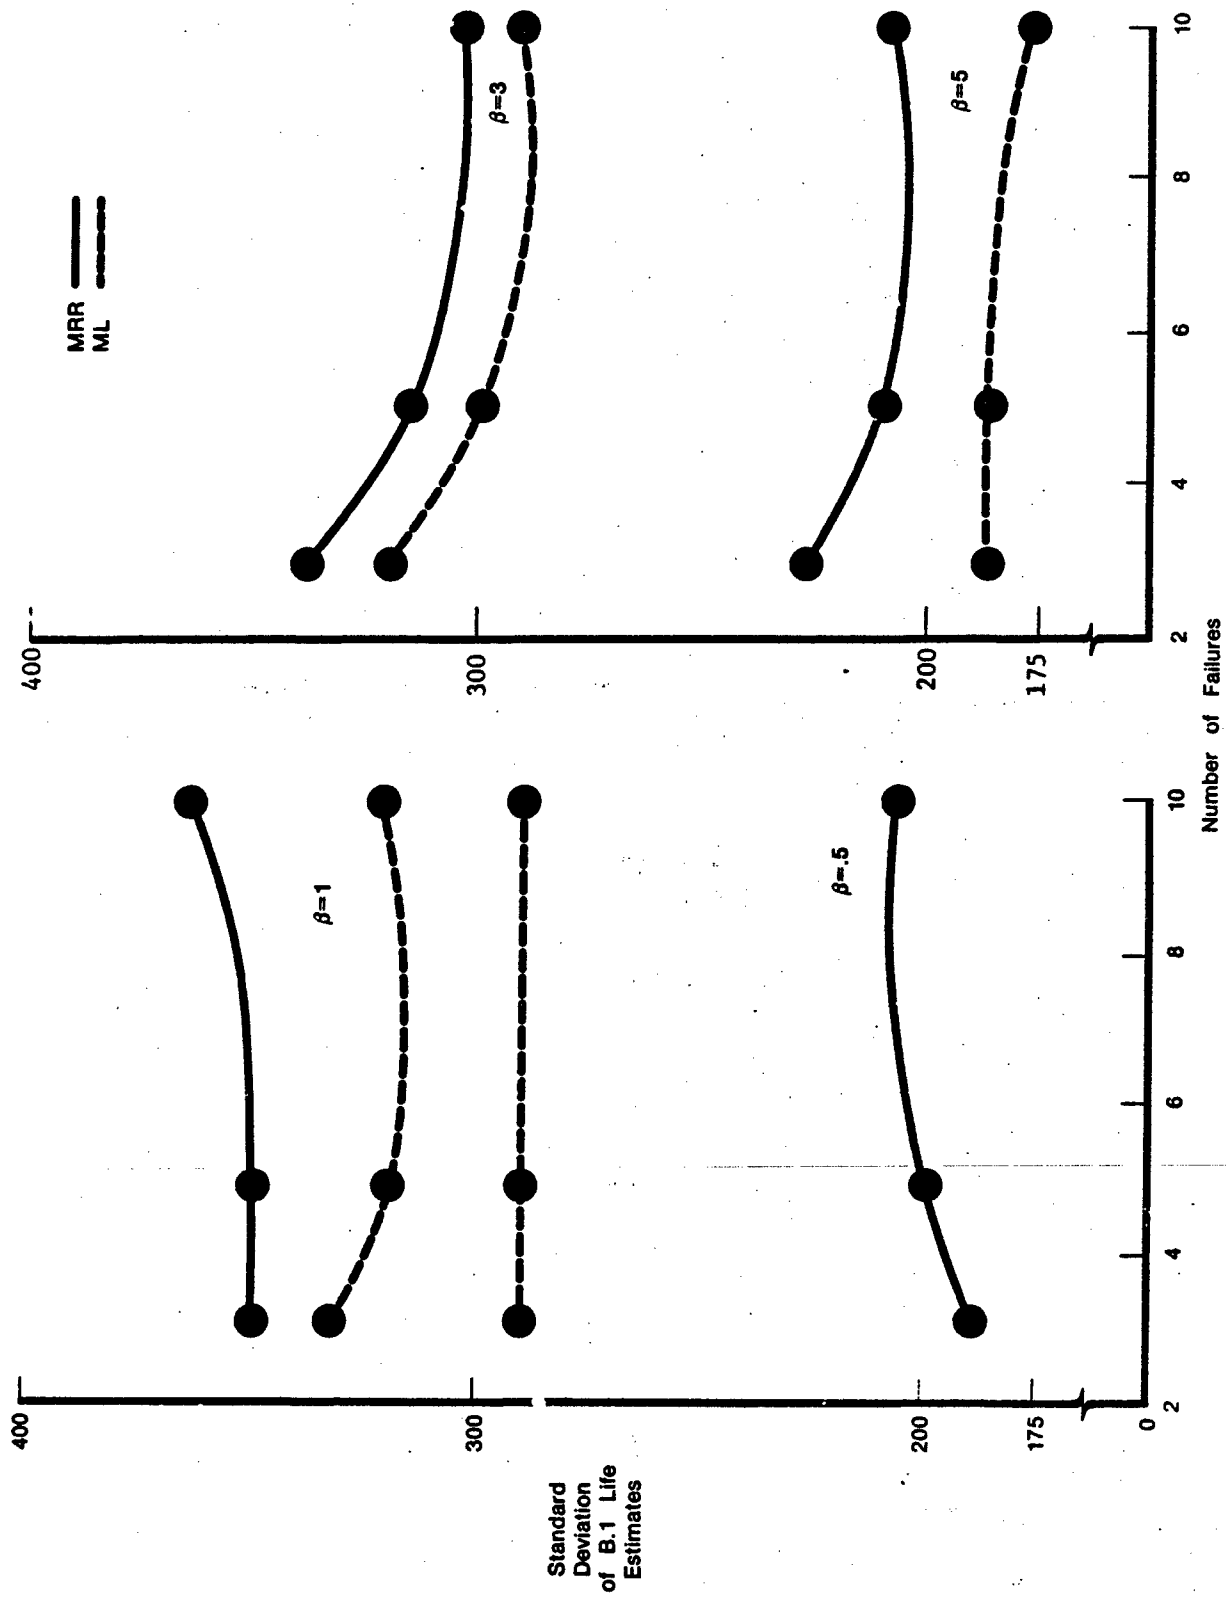 MRR
ML
Standard
Deviation
of B.1 Life
Estimates
400
300
200
175
0
β=1
β=.5
2
4
6
8
10
400
300
200
175
β=3
β=5
2
4
6
8
10
Number of Failures